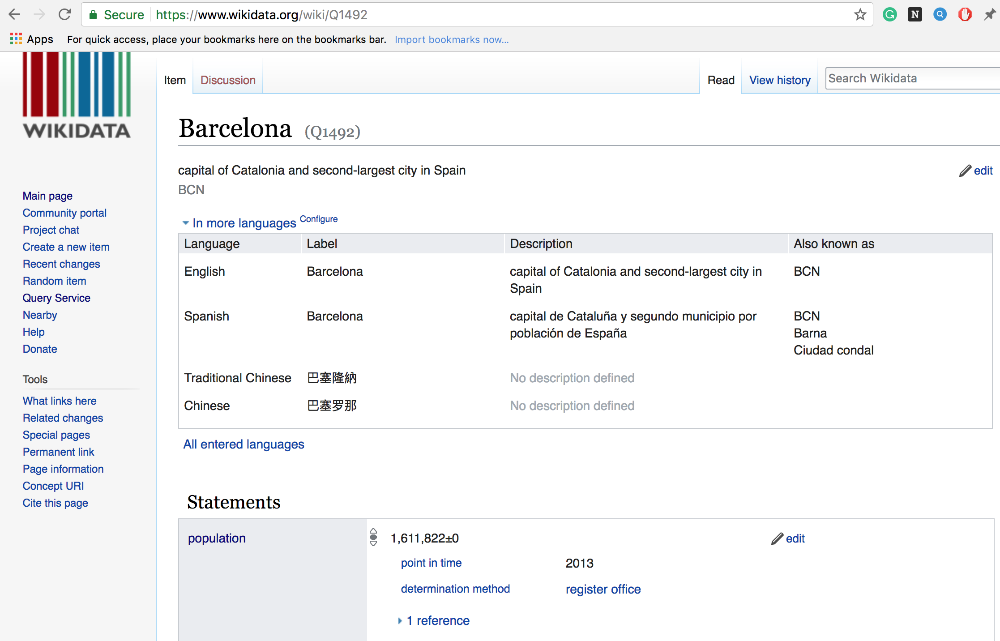 Secure https://www.wikidata.org/wiki/Q1492
Apps For quick access, place your bookmarks here on the bookmarks bar. Import bookmarks now...
WIKIDATA
Item Discussion Read View history Search Wikidata
Barcelona (Q1492)
capital of Catalonia and second-largest city in Spain edit
BCN
Main page
Community portal
Project chat
Create a new item
Recent changes
Random item
Query Service
Nearby
Help
Donate
Tools
What links here
Related changes
Special pages
Permanent link
Page information
Concept URI
Cite this page
In more languages Configure
Language Label Description Also known as
English Barcelona capital of Catalonia and second-largest city in BCN
Spain
Spanish Barcelona capital de Cataluña y segundo municipio por BCN
población de España Barna
Ciudad condal
Traditional Chinese 巴塞隆納 No description defined
Chinese 巴塞罗那 No description defined
All entered languages
Statements
population 1,611,822±0 edit
point in time 2013
determination method register office
1 reference